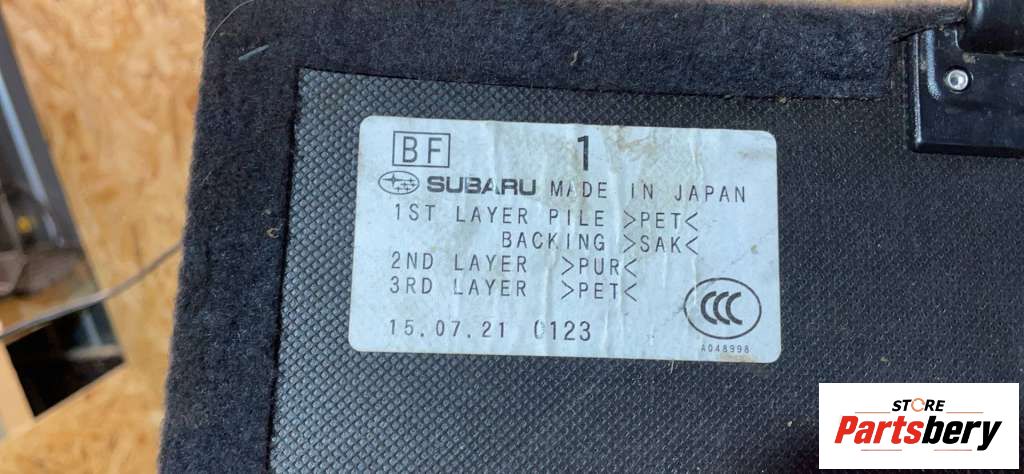 BF 1
SUBARU MADE IN JAPAN
1ST LAYER PILE >PET<
BACKING >SAK<
2ND LAYER >PUR<
3RD LAYER >PET<
CCC
15.07.21 0123
A048998
STORE
Partsbery